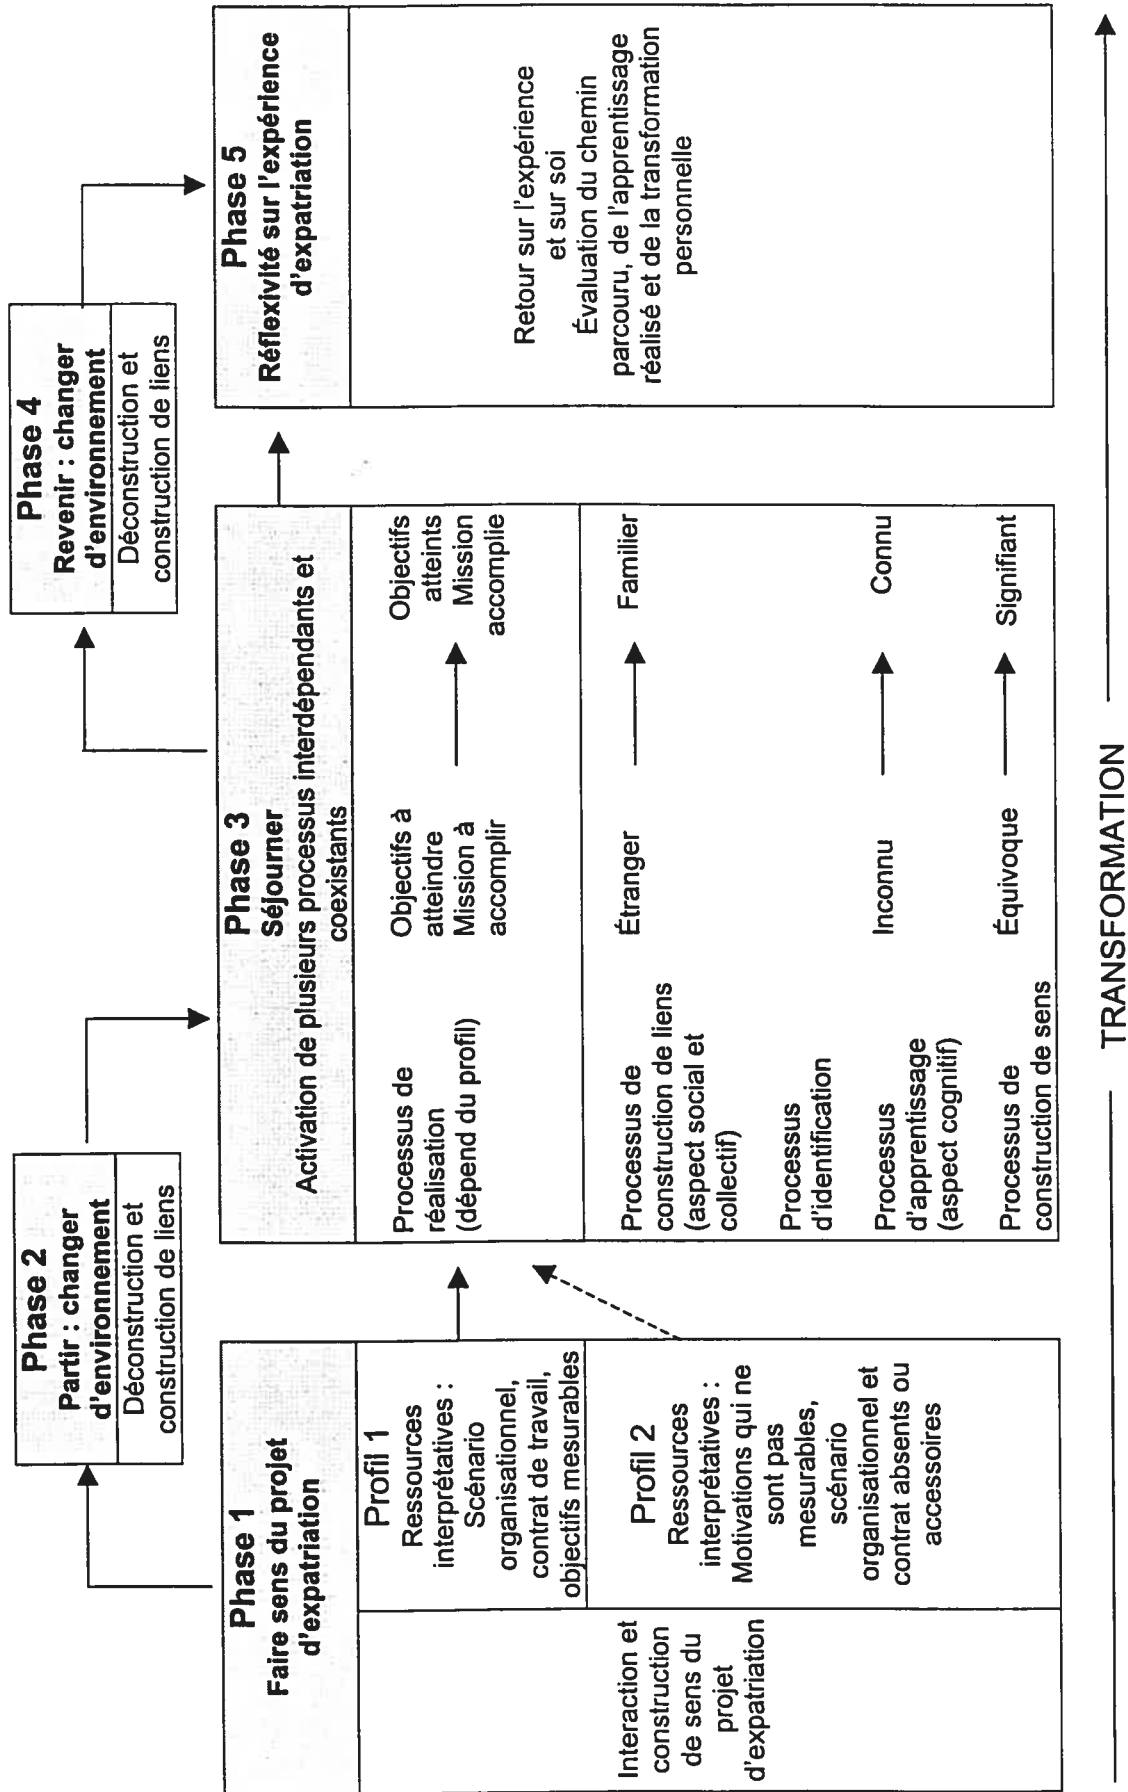 Phase 1
Faire sens du projet
d'expatriation
Interaction et
construction
de sens du
projet
d'expatriation
Profil 1
Ressources
interprétatives :
Scénario
organisationnel,
contrat de travail,
objectifs mesurables
Profil 2
Ressources
interprétatives :
Motivations qui ne
sont pas
mesurables,
scénario
organisationnel et
contrat absents ou
accessoires
Phase 2
Partir : changer
d'environnement
Déconstruction et
construction de liens
Phase 3
Séjourner
Activation de plusieurs processus interdépendants et
coexistants
Processus de
réalisation
(dépend du profil)
Objectifs à
atteindre
Mission à
accomplir
Objectifs
atteints
Mission
accomplie
Processus de
construction de liens
(aspect social et
collectif)
Étranger
Familier
Processus
d'identification
Processus
d'apprentissage
(aspect cognitif)
Inconnu
Connu
Processus de
construction de sens
Équivoque
Signifiant
Phase 4
Revenir : changer
d'environnement
Déconstruction et
construction de liens
Phase 5
Réflexivité sur l'expérience
d'expatriation
Retour sur l'expérience
et sur soi
Évaluation du chemin
parcouru, de l'apprentissage
réalisé et de la transformation
personnelle
TRANSFORMATION